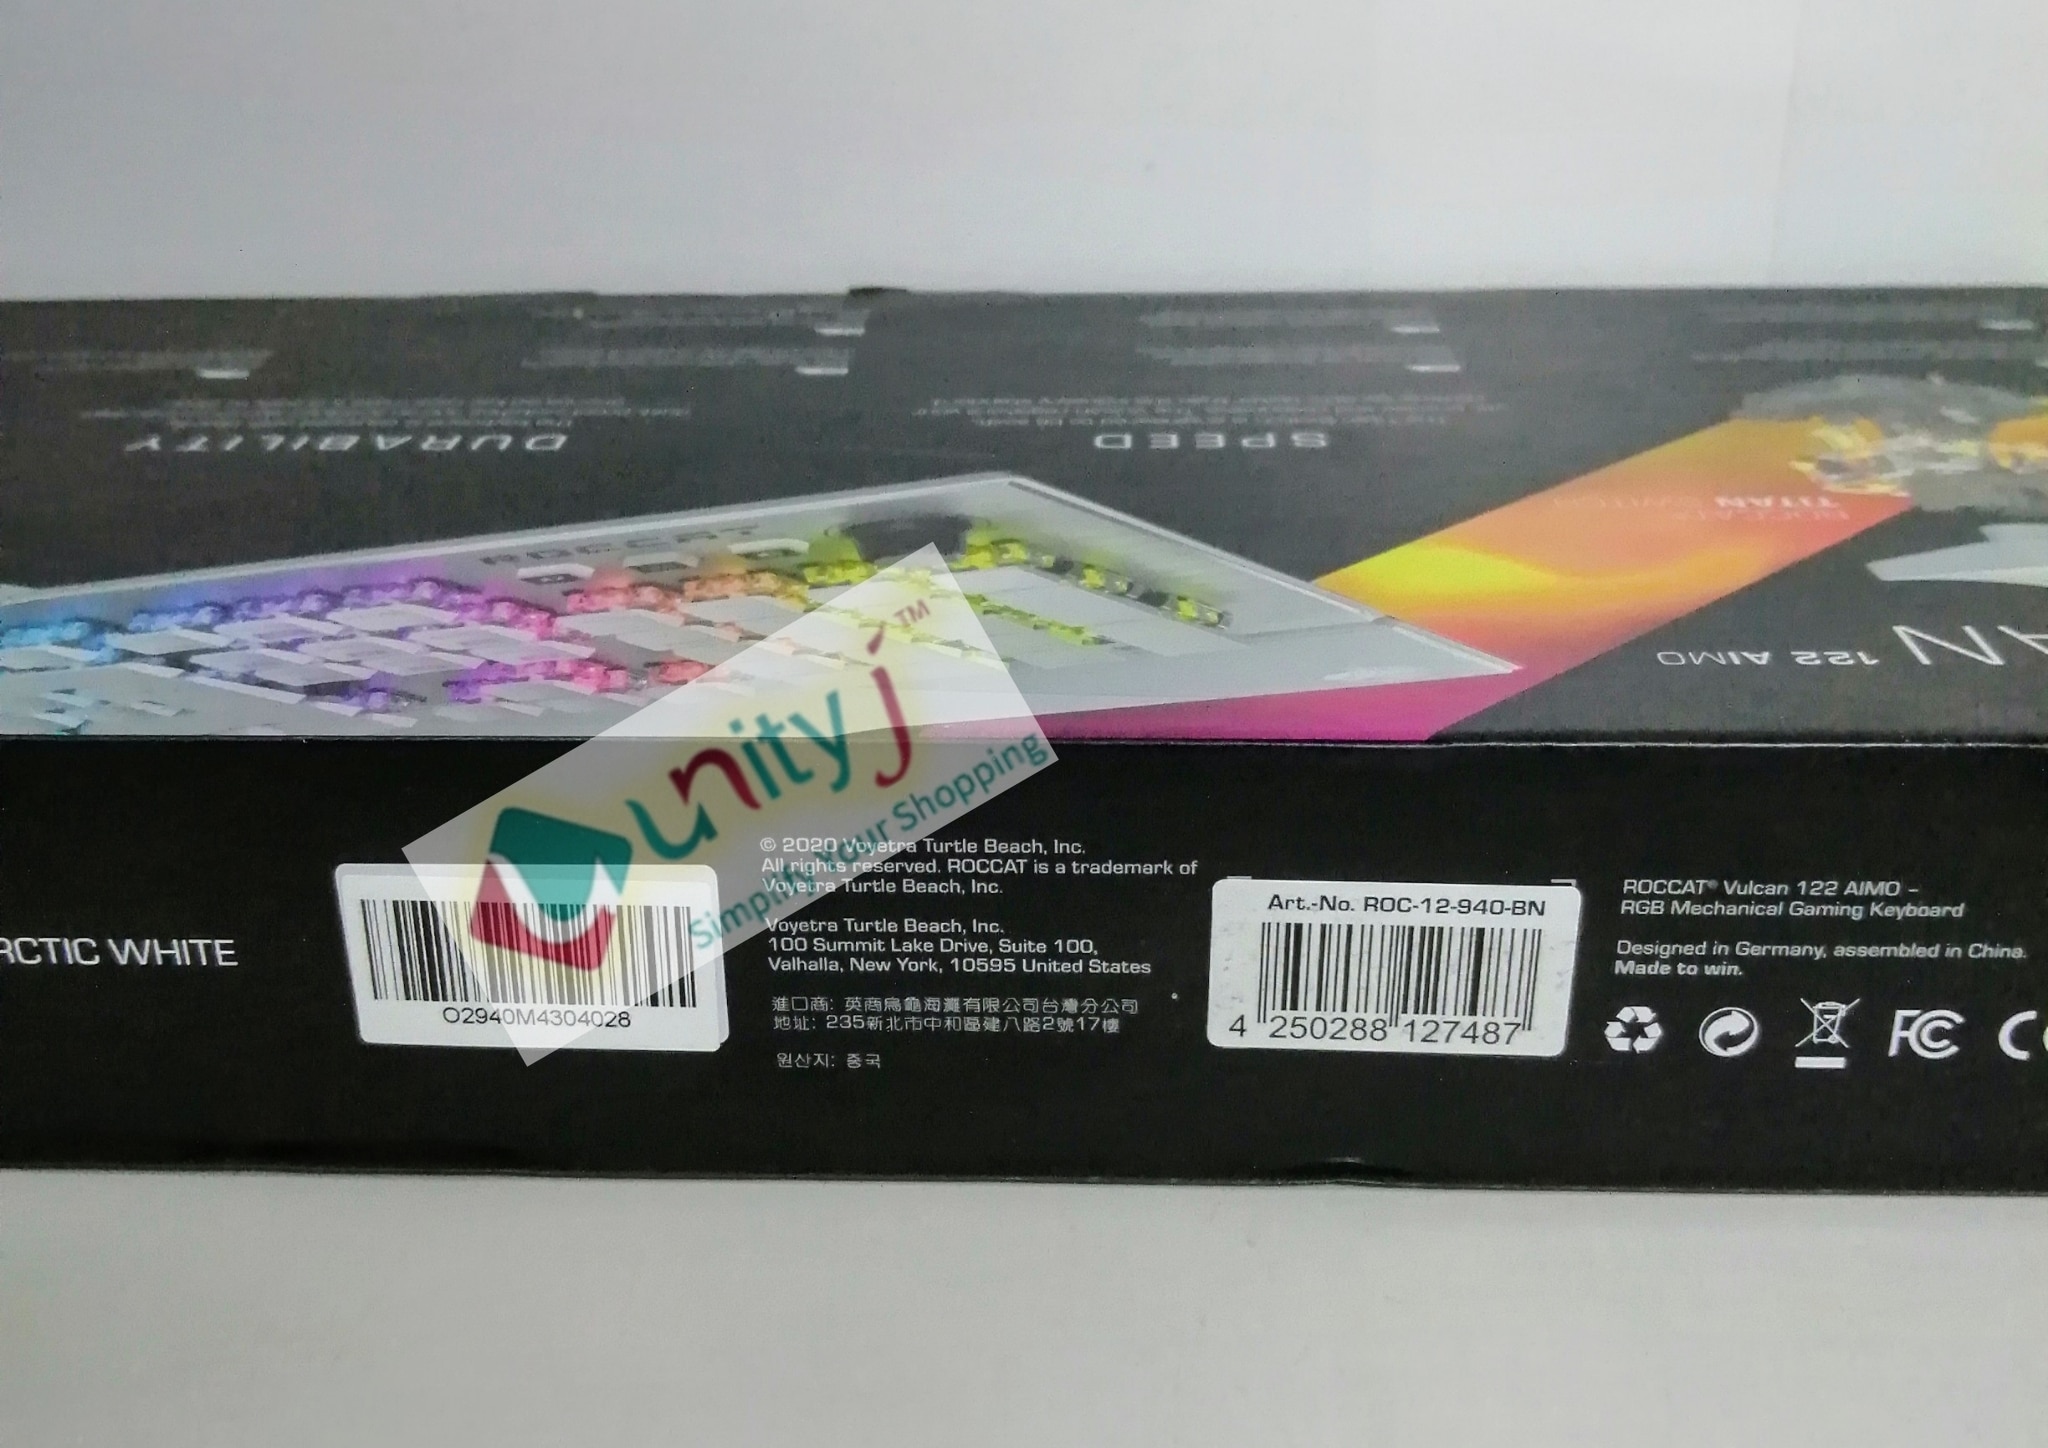 DURABILITY
SPEED
TITAN SWITCH
ROCCAT
122 AIMO
unityj™
Simplify Your Shopping
RCTIC WHITE
O2940M4304028
© 2020 Voyetra Turtle Beach, Inc.
All rights reserved. ROCCAT is a trademark of
Voyetra Turtle Beach, Inc.
Voyetra Turtle Beach, Inc.
100 Summit Lake Drive, Suite 100,
Valhalla, New York, 10595 United States
進口商: 英商烏龜海灘有限公司台灣分公司
地址: 235新北市中和區建八路2號17樓
원산지: 중국
Art.-No. ROC-12-940-BN
4 250288 127487
ROCCAT® Vulcan 122 AIMO –
RGB Mechanical Gaming Keyboard
Designed in Germany, assembled in China.
Made to win.
FC